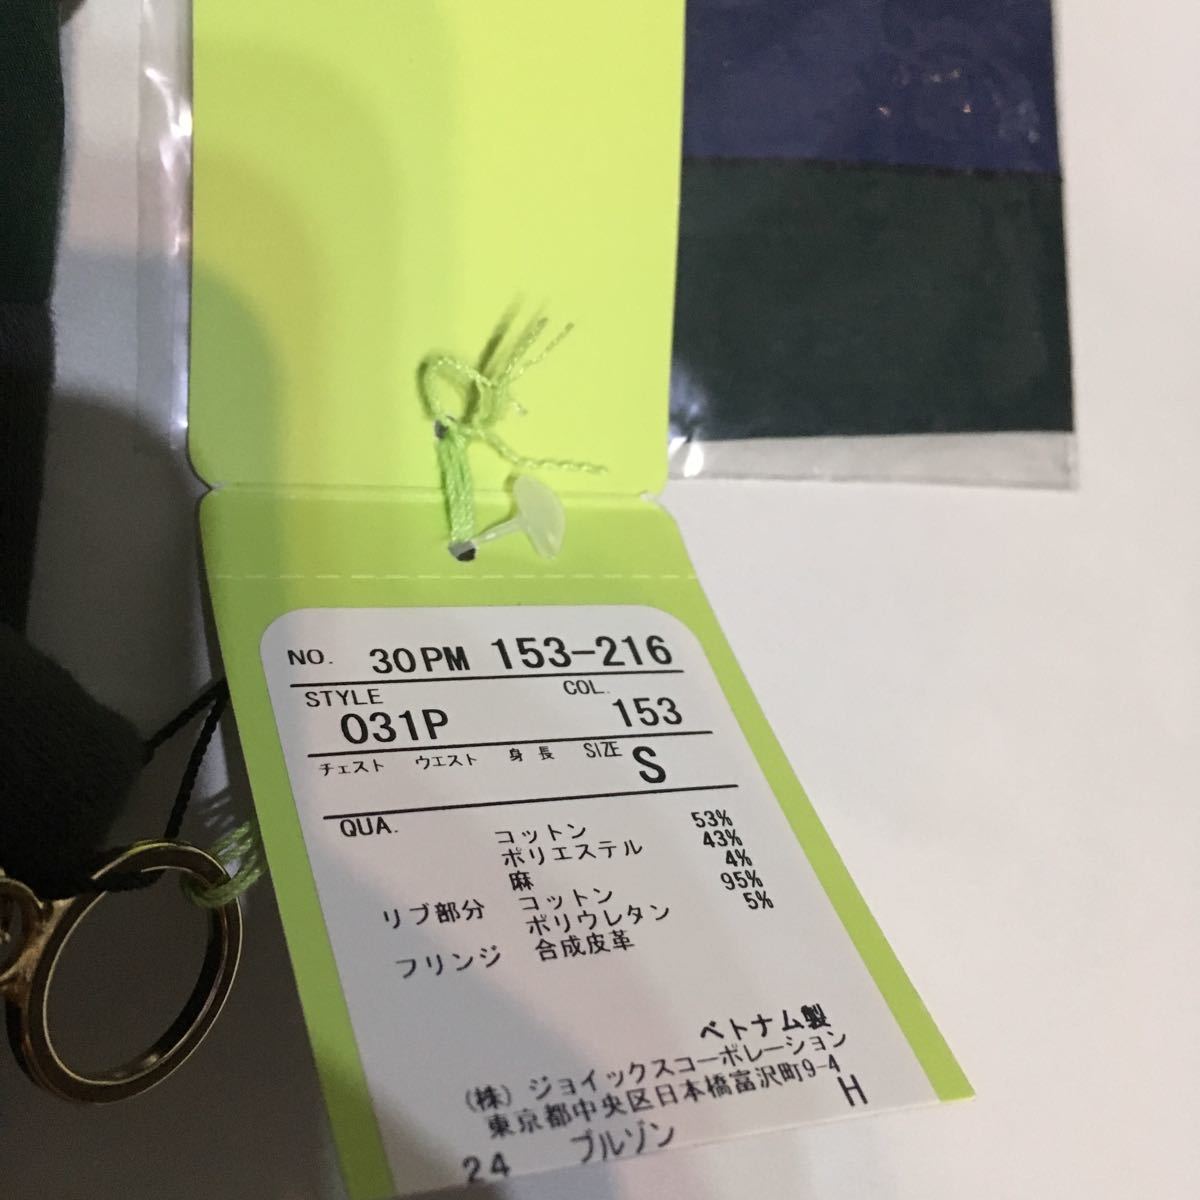 NO. 30PM 153-216
STYLE COL.
031P 153
チェスト ウエスト 身長 SIZE S
QUA.
コットン 53%
ポリエステル 43%
麻 4%
リブ部分 コットン 95%
ポリウレタン 5%
フリンジ 合成皮革
ベトナム製
(株) ジョイックスコーポレーション
東京都中央区日本橋富沢町9-4
H
24 ブルゾン